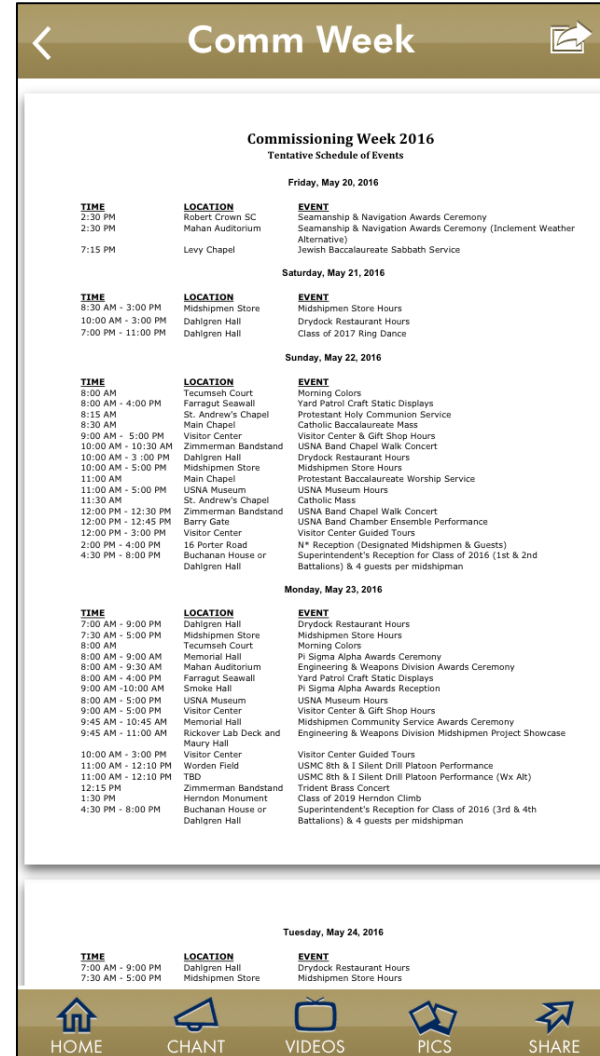 Comm Week
Commissioning Week 2016
Tentative Schedule of Events
Friday, May 20, 2016
TIME LOCATION EVENT
2:30 PM Robert Crown SC Seamanship & Navigation Awards Ceremony
2:30 PM Mahan Auditorium Seamanship & Navigation Awards Ceremony (Inclement Weather
Alternative)
7:15 PM Levy Chapel Jewish Baccalaureate Sabbath Service
Saturday, May 21, 2016
TIME LOCATION EVENT
8:30 AM - 3:00 PM Midshipmen Store Midshipmen Store Hours
10:00 AM - 3:00 PM Dahlgren Hall Drydock Restaurant Hours
7:00 PM - 11:00 PM Dahlgren Hall Class of 2017 Ring Dance
Sunday, May 22, 2016
TIME LOCATION EVENT
8:00 AM Tecumseh Court Morning Colors
8:00 AM - 4:00 PM Farragut Seawall Yard Patrol Craft Static Displays
8:15 AM St. Andrew's Chapel Protestant Holy Communion Service
8:30 AM Main Chapel Catholic Baccalaureate Mass
9:00 AM - 5:00 PM Visitor Center Visitor Center & Gift Shop Hours
10:00 AM - 10:30 AM Zimmerman Bandstand USNA Band Chapel Walk Concert
10:00 AM - 3 :00 PM Dahlgren Hall Drydock Restaurant Hours
10:00 AM - 5:00 PM Midshipmen Store Midshipmen Store Hours
11:00 AM Main Chapel Protestant Baccalaureate Worship Service
11:00 AM - 5:00 PM USNA Museum USNA Museum Hours
11:30 AM St. Andrew's Chapel Catholic Mass
12:00 PM - 12:30 PM Zimmerman Bandstand USNA Band Chapel Walk Concert
12:00 PM - 12:45 PM Barry Gate USNA Band Chamber Ensemble Performance
12:00 PM - 3:00 PM Visitor Center Visitor Center Guided Tours
2:00 PM - 4:00 PM 16 Porter Road N* Reception (Designated Midshipmen & Guests)
4:30 PM - 8:00 PM Buchanan House or Superintendent's Reception for Class of 2016 (1st & 2nd
Dahlgren Hall Battalions) & 4 guests per midshipman
Monday, May 23, 2016
TIME LOCATION EVENT
7:00 AM - 9:00 PM Dahlgren Hall Drydock Restaurant Hours
7:30 AM - 5:00 PM Midshipmen Store Midshipmen Store Hours
8:00 AM Tecumseh Court Morning Colors
8:00 AM - 9:00 AM Memorial Hall Pi Sigma Alpha Awards Ceremony
8:00 AM - 9:30 AM Mahan Auditorium Engineering & Weapons Division Awards Ceremony
8:00 AM - 4:00 PM Farragut Seawall Yard Patrol Craft Static Displays
9:00 AM -10:00 AM Smoke Hall Pi Sigma Alpha Awards Reception
8:00 AM - 5:00 PM USNA Museum USNA Museum Hours
9:00 AM - 5:00 PM Visitor Center Visitor Center & Gift Shop Hours
9:45 AM - 10:45 AM Memorial Hall Midshipmen Community Service Awards Ceremony
9:45 AM - 11:00 AM Rickover Lab Deck and Engineering & Weapons Division Midshipmen Project Showcase
Maury Hall
10:00 AM - 3:00 PM Visitor Center Visitor Center Guided Tours
11:00 AM - 12:10 PM Worden Field USMC 8th & I Silent Drill Platoon Performance
11:00 AM - 12:10 PM TBD USMC 8th & I Silent Drill Platoon Performance (Wx Alt)
12:15 PM Zimmerman Bandstand Trident Brass Concert
1:30 PM Herndon Monument Class of 2019 Herndon Climb
4:30 PM - 8:00 PM Buchanan House or Superintendent's Reception for Class of 2016 (3rd & 4th
Dahlgren Hall Battalions) & 4 guests per midshipman
Tuesday, May 24, 2016
TIME LOCATION EVENT
7:00 AM - 9:00 PM Dahlgren Hall Drydock Restaurant Hours
7:30 AM - 5:00 PM Midshipmen Store Midshipmen Store Hours
HOME CHANT VIDEOS PICS SHARE